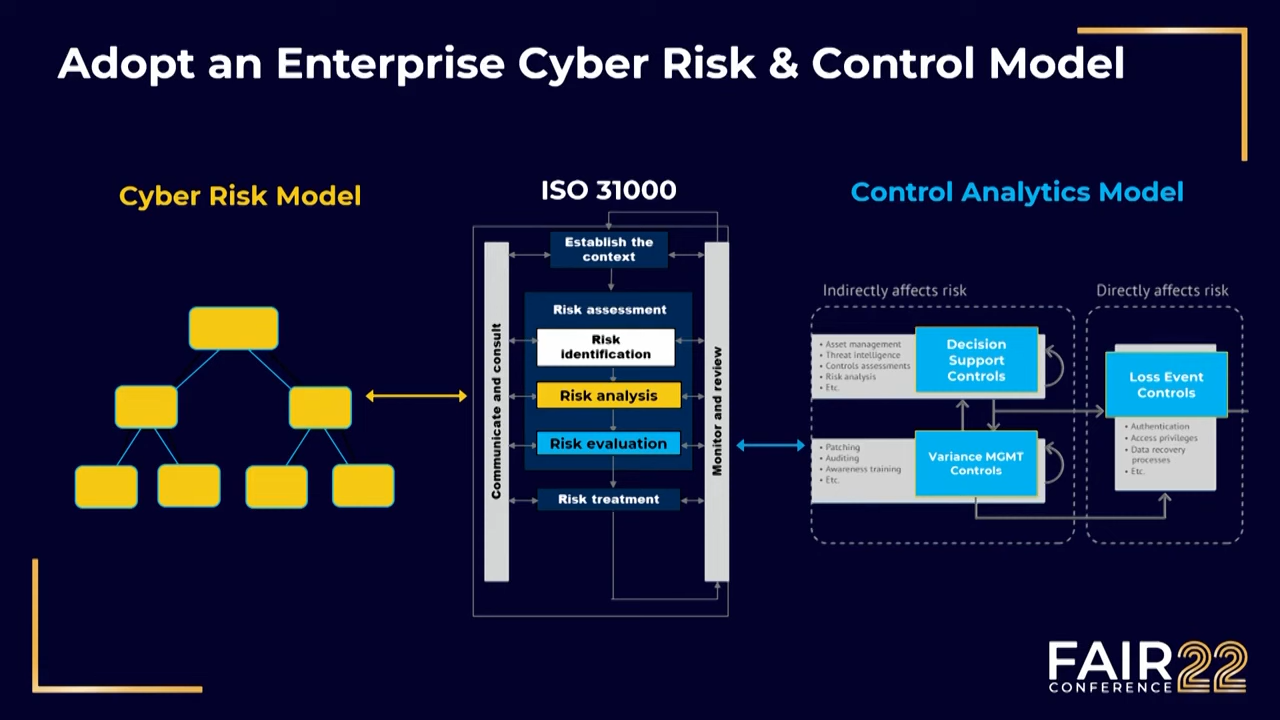 Adopt an Enterprise Cyber Risk & Control Model
Cyber Risk Model
ISO 31000
Establish the
context
Communicate and consult
Risk assessment
Risk
identification
Risk analysis
Risk evaluation
Risk treatment
Monitor and review
Control Analytics Model
Indirectly affects risk
• Asset management
• Threat intelligence
• Controls assessments
• Risk analysis
• Etc.
Decision
Support
Controls
• Patching
• Auditing
• Awareness training
• Etc.
Variance MGMT
Controls
Directly affects risk
Loss Event
Controls
• Authentication
• Access privileges
• Data recovery
processes
• Etc.
FAIR 22
CONFERENCE